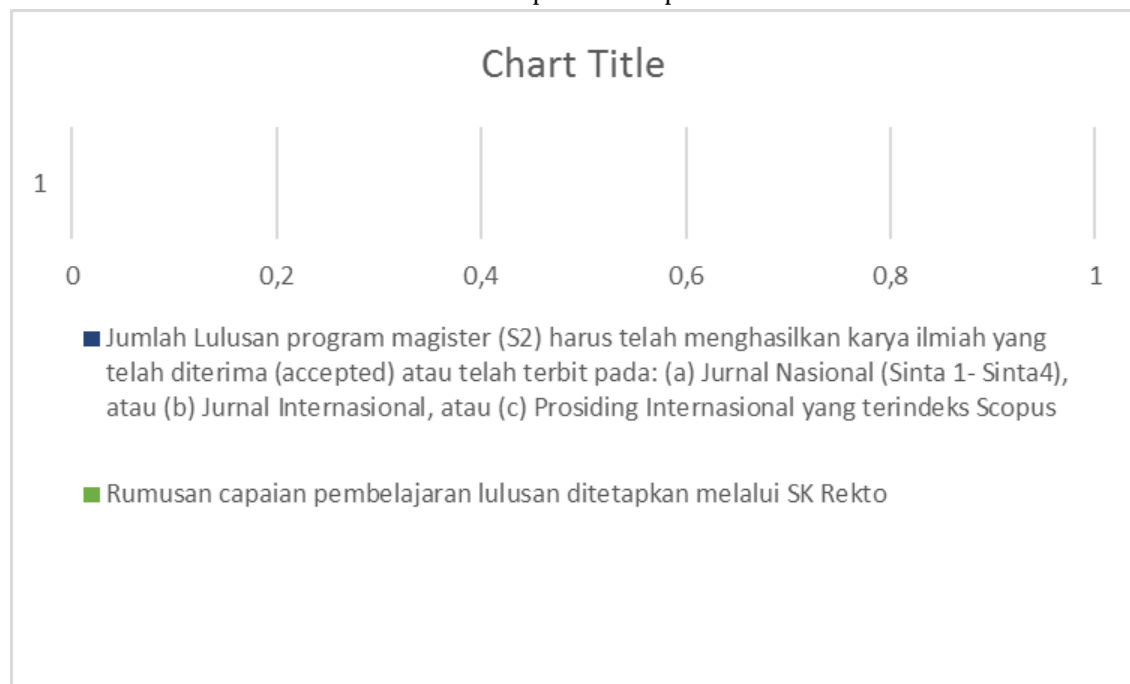 Chart Title
1
0 0,2 0,4 0,6 0,8 1
Jumlah Lulusan program magister (S2) harus telah menghasilkan karya ilmiah yang
telah diterima (accepted) atau telah terbit pada: (a) Jurnal Nasional (Sinta 1- Sinta4),
atau (b) Jurnal Internasional, atau (c) Prosiding Internasional yang terindeks Scopus
Rumusan capaian pembelajaran lulusan ditetapkan melalui SK Rekto